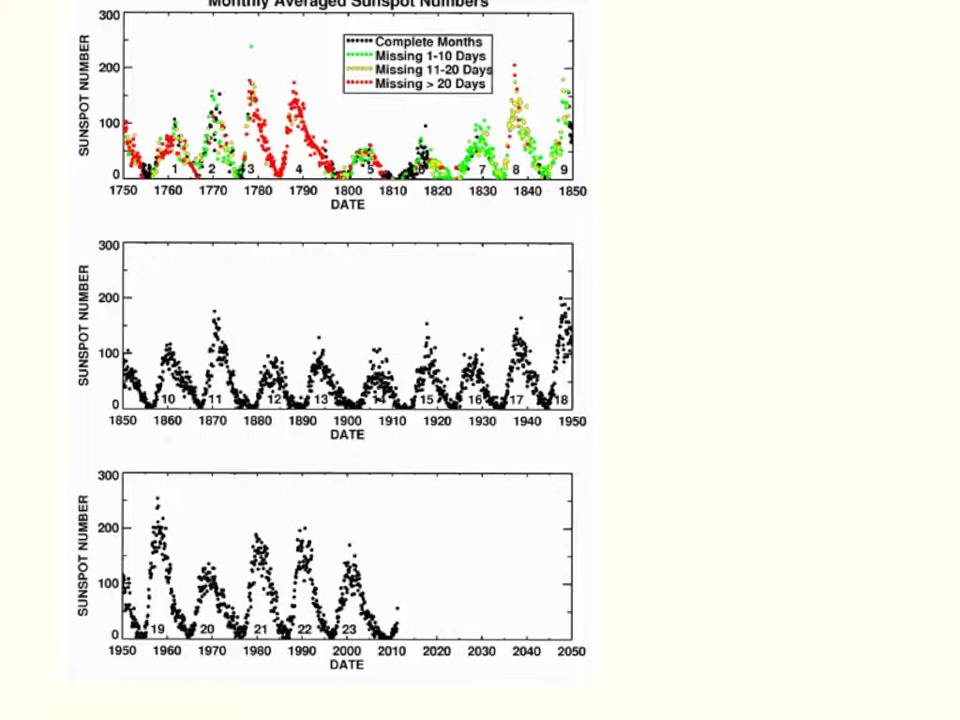 Monthly Averaged Sunspot Numbers
300
200
100
0
SUNSPOT NUMBER
Complete Months
Missing 1-10 Days
Missing 11-20 Days
Missing > 20 Days
1 2 3 4 5 7 8 9
1750 1760 1770 1780 1790 1800 1810 1820 1830 1840 1850
DATE
300
200
100
0
SUNSPOT NUMBER
10 11 12 13 14 15 16 17 18
1850 1860 1870 1880 1890 1900 1910 1920 1930 1940 1950
DATE
300
200
100
0
SUNSPOT NUMBER
19 20 21 22 23
1950 1960 1970 1980 1990 2000 2010 2020 2030 2040 2050
DATE